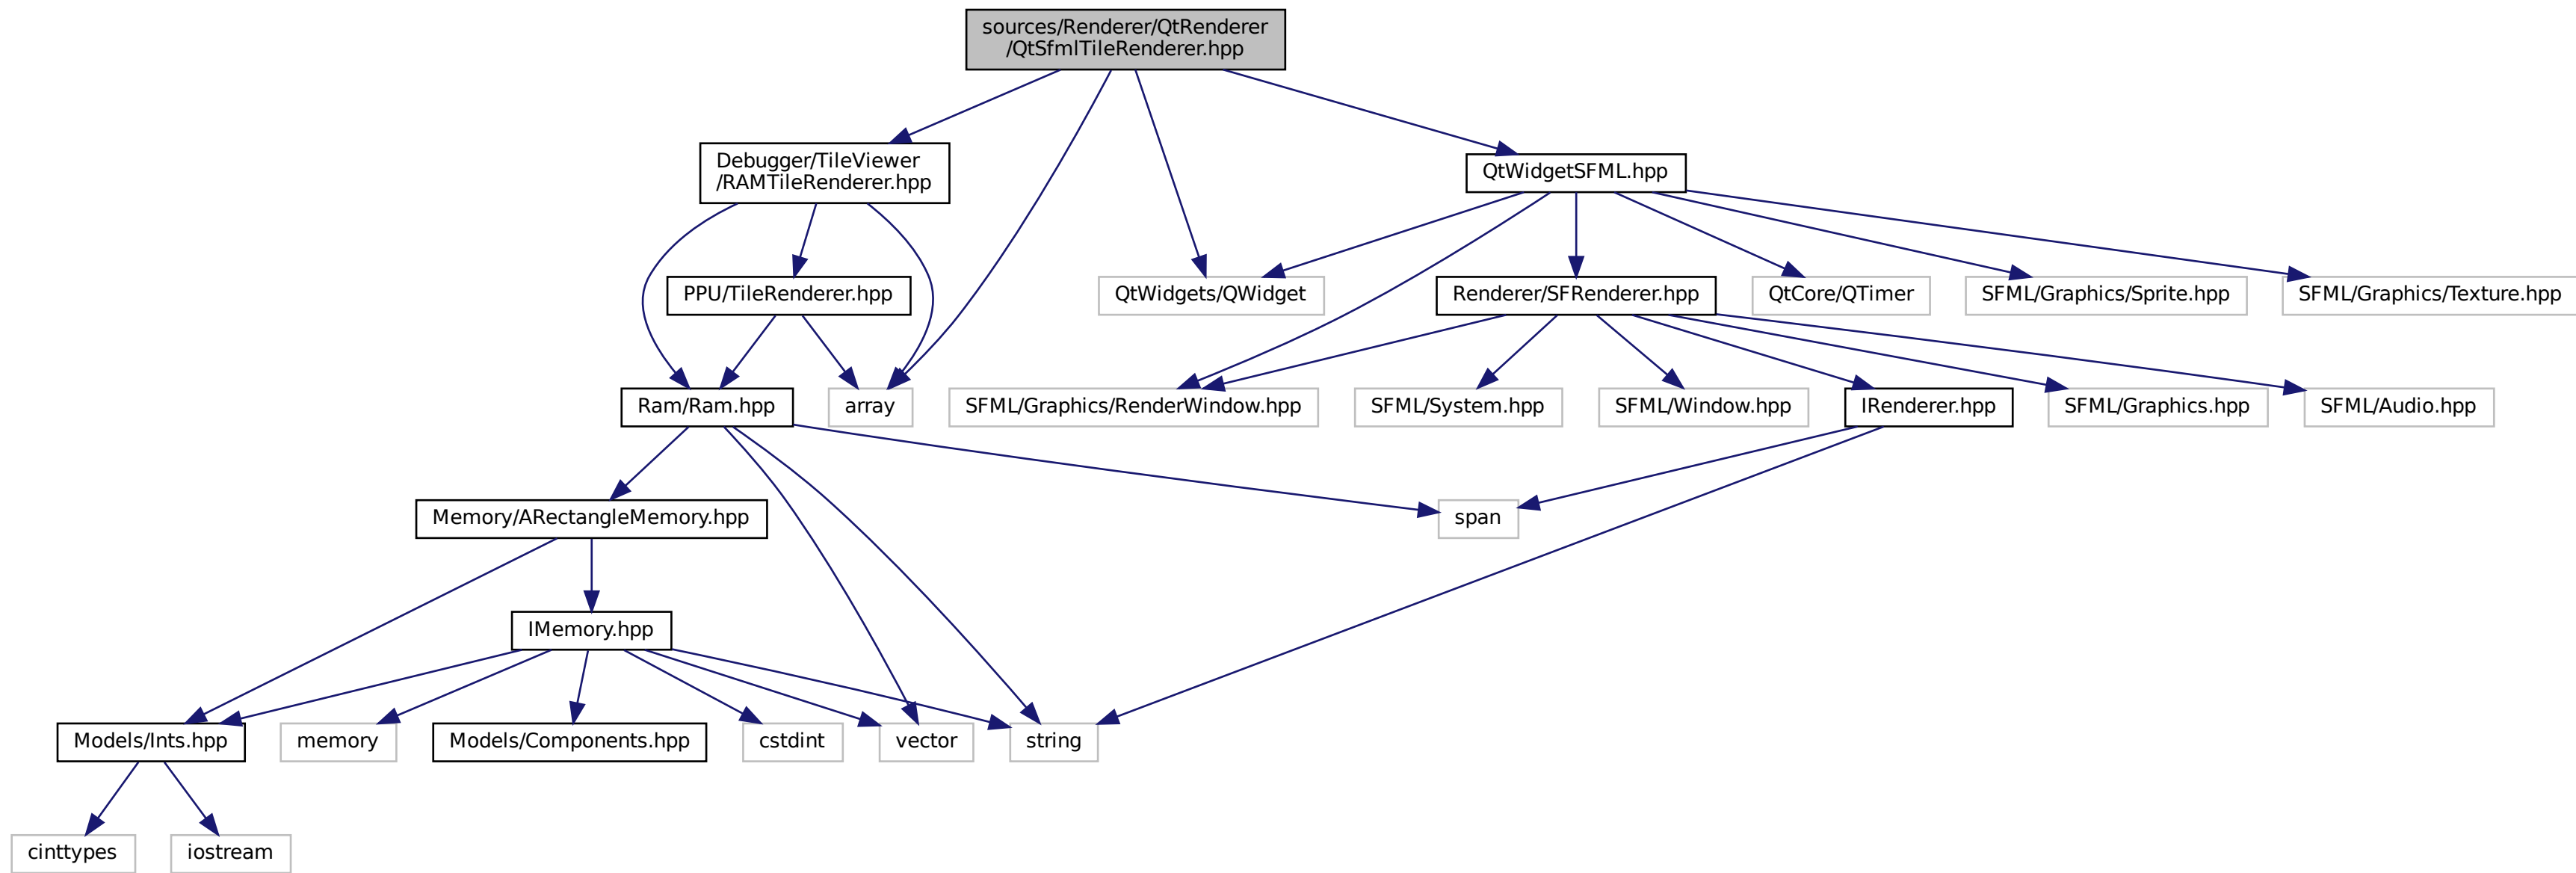 sources/Renderer/QtRenderer
/QtSfmlTileRenderer.hpp
Debugger/TileViewer
/RAMTileRenderer.hpp
QtWidgetSFML.hpp
PPU/TileRenderer.hpp
QtWidgets/QWidget
Renderer/SFRenderer.hpp
QtCore/QTimer
SFML/Graphics/Sprite.hpp
SFML/Graphics/Texture.hpp
Ram/Ram.hpp
array
SFML/Graphics/RenderWindow.hpp
SFML/System.hpp
SFML/Window.hpp
IRenderer.hpp
SFML/Graphics.hpp
SFML/Audio.hpp
Memory/ARectangleMemory.hpp
span
IMemory.hpp
Models/Ints.hpp
memory
Models/Components.hpp
cstdint
vector
string
cinttypes
iostream